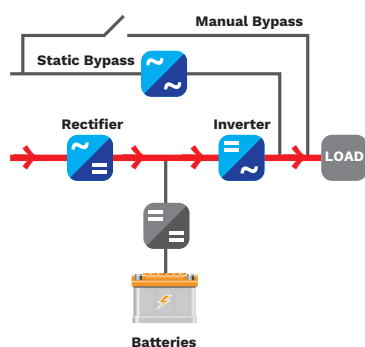 Manual Bypass
Static Bypass
Rectifier
Inverter
LOAD
Batteries